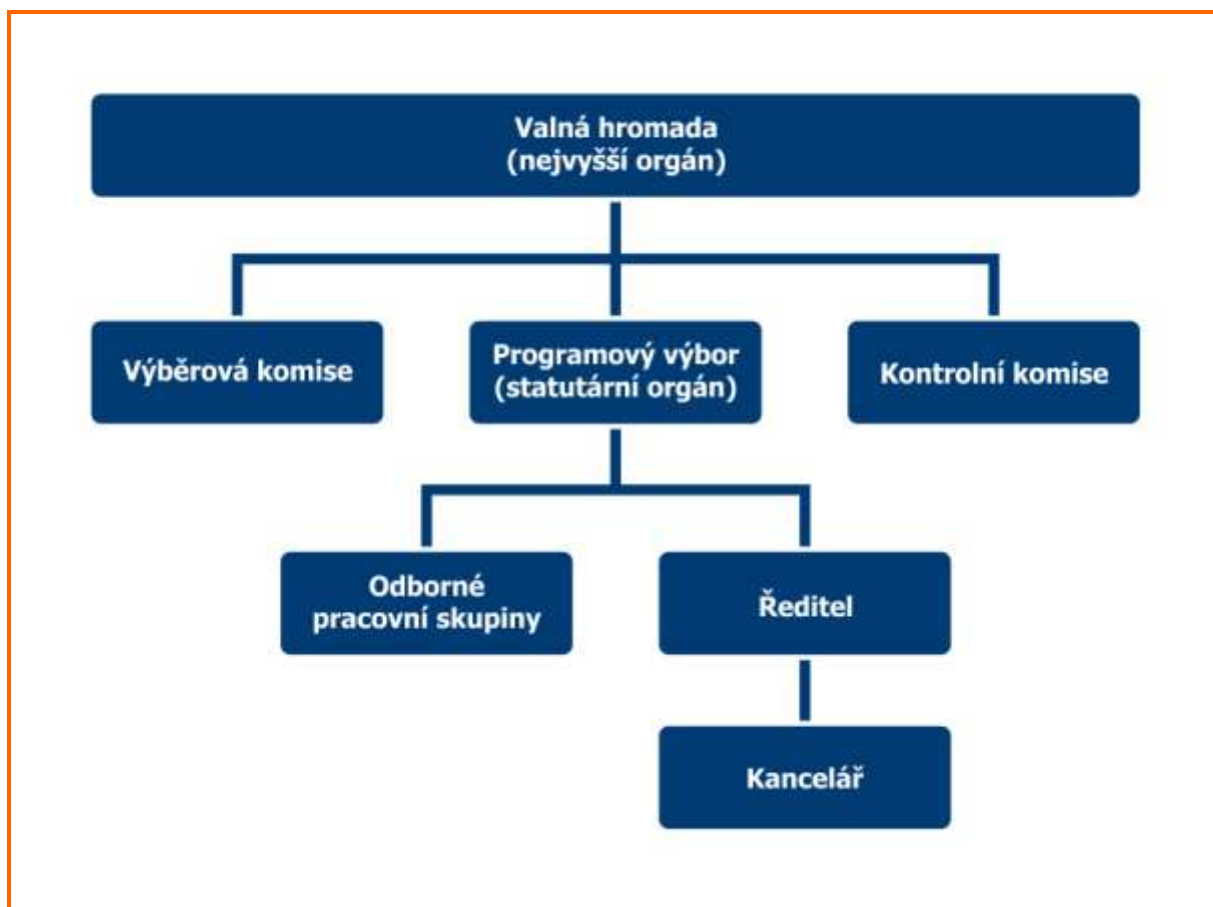 Valná hromada
(nejvyšší orgán)
Výběrová komise
Programový výbor
(statutární orgán)
Kontrolní komise
Odborné
pracovní skupiny
Ředitel
Kancelář